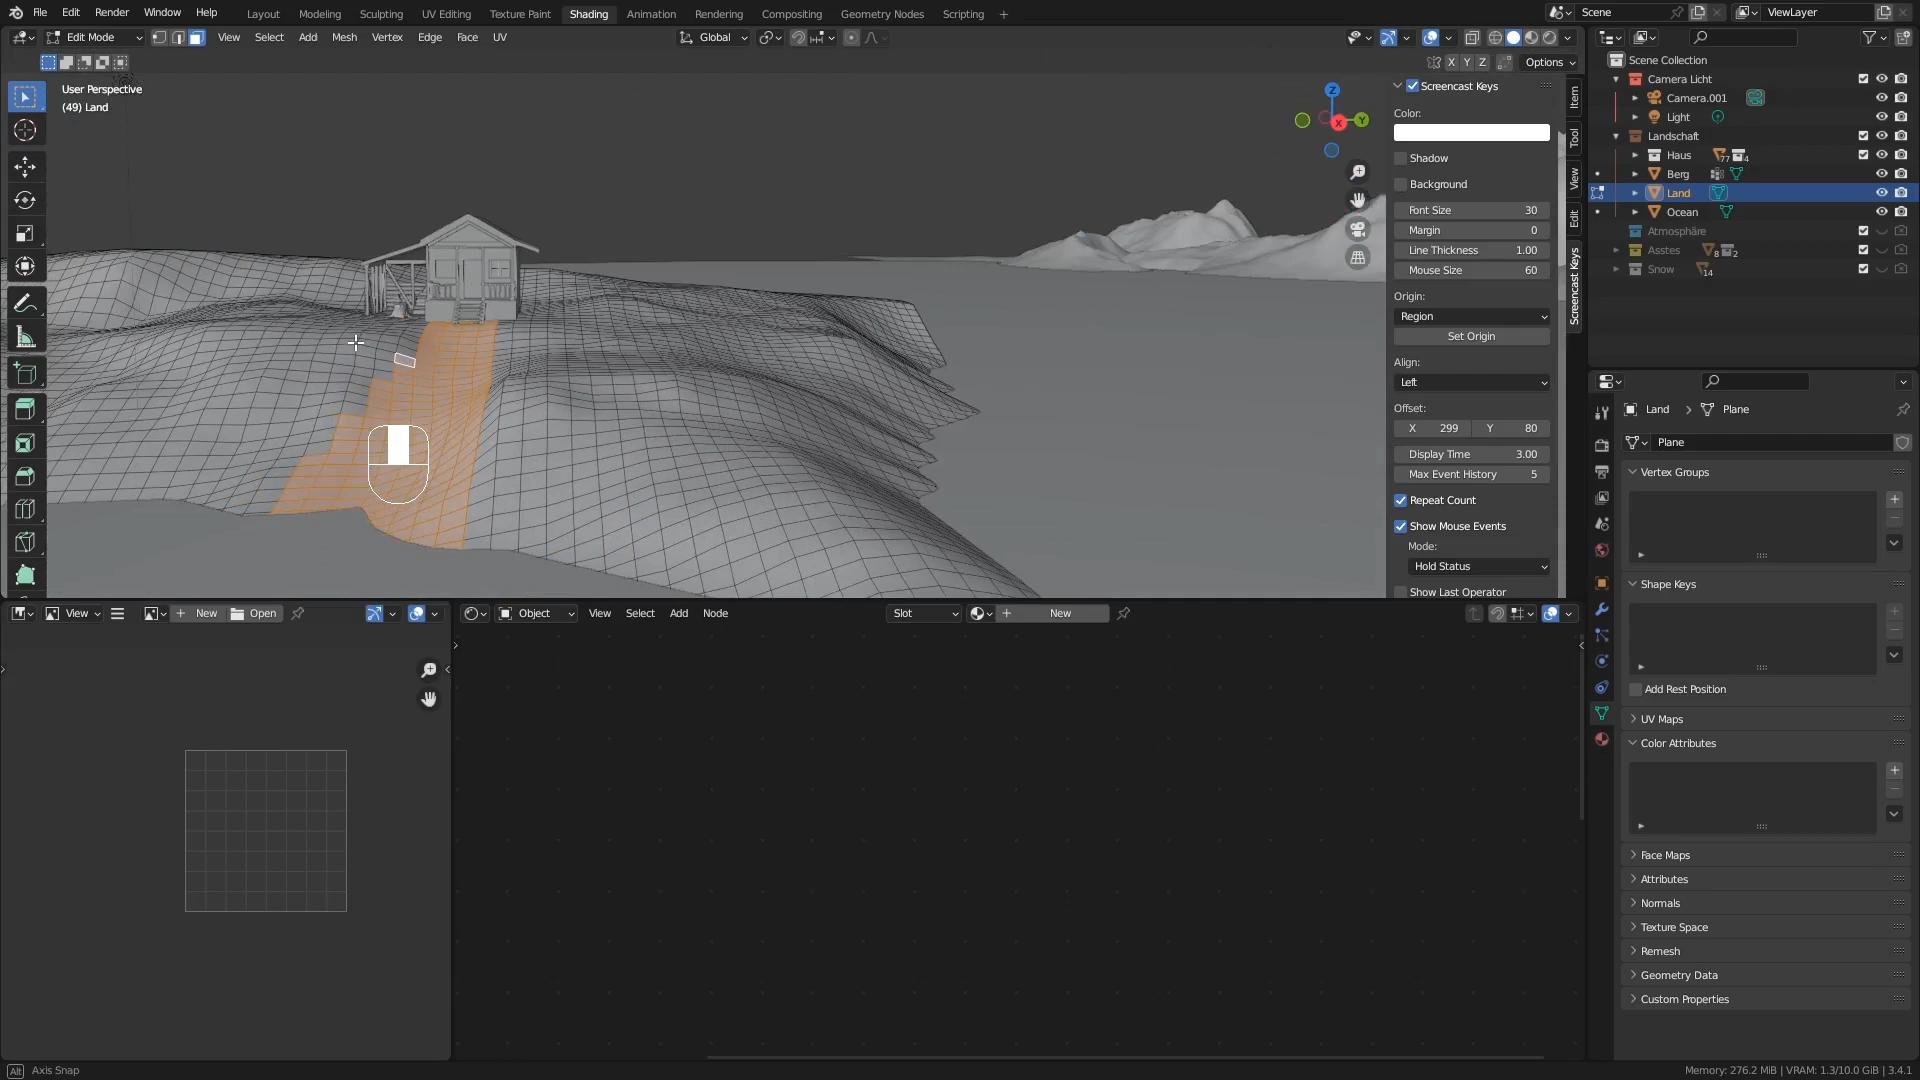 File Edit Render Window Help Layout Modeling Sculpting UV Editing Texture Paint Shading Animation Rendering Compositing Geometry Nodes Scripting + Scene ViewLayer
Edit Mode View Select Add Mesh Vertex Edge Face UV Global
X Y Z Options
User Perspective
(49) Land
Z
Y
X
Screencast Keys
Color:
Shadow
Background
Font Size 30
Margin 0
Line Thickness 1.00
Mouse Size 60
Origin:
Region
Set Origin
Align:
Left
Offset:
X 299 Y 80
Display Time 3.00
Max Event History 5
Repeat Count
Show Mouse Events
Mode:
Hold Status
Show Last Operator
Item
Tool
View
Edit
Screencast Keys
Scene Collection
Camera Licht
Camera.001
Light
Landschaft
Haus 77 4
Berg
Land
Ocean
Atmosphäre
Asstes 8 2
Snow 14
Land Plane
Plane
Vertex Groups
Shape Keys
Add Rest Position
UV Maps
Color Attributes
Face Maps
Attributes
Normals
Texture Space
Remesh
Geometry Data
Custom Properties
View New Open
Object View Select Add Node Slot New
Alt Axis Snap
Memory: 276.2 MiB | VRAM: 1.3/10.0 GiB | 3.4.1